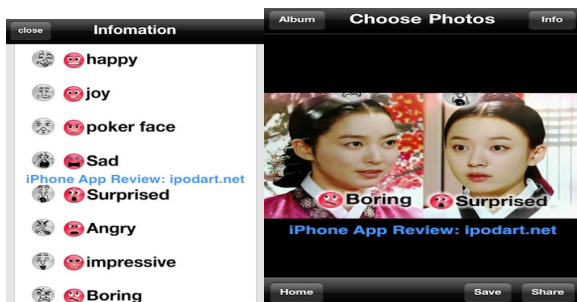 close
Infomation
happy
joy
poker face
Sad
iPhone App Review: ipodart.net
Surprised
Angry
impressive
Boring
Album
Choose Photos
Info
Boring
Surprised
iPhone App Review: ipodart.net
Home
Save
Share